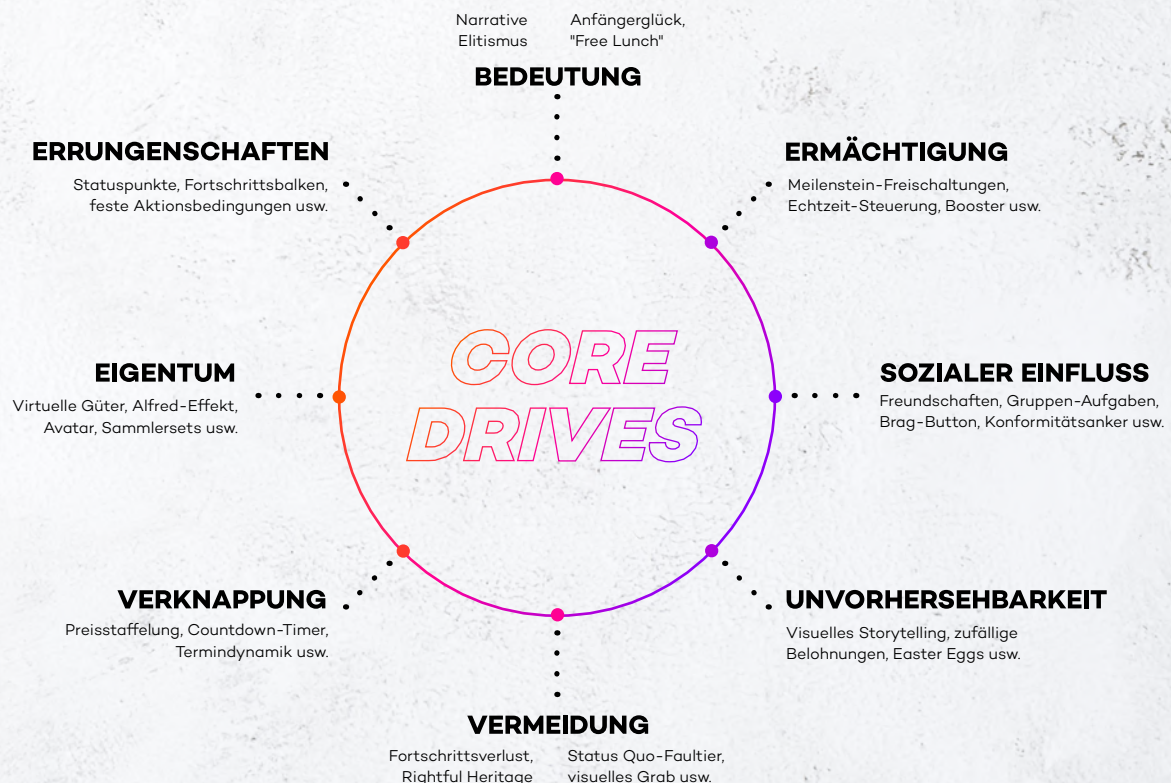 Narrative
Elitismus
Anfängerglück,
"Free Lunch"
BEDEUTUNG
ERRUNGENSCHAFTEN
Statuspunkte, Fortschrittsbalken,
feste Aktionsbedingungen usw.
ERMÄCHTIGUNG
Meilenstein-Freischaltungen,
Echtzeit-Steuerung, Booster usw.
CORE
DRIVES
EIGENTUM
Virtuelle Güter, Alfred-Effekt,
Avatar, Sammlersets usw.
SOZIALER EINFLUSS
Freundschaften, Gruppen-Aufgaben,
Brag-Button, Konformitätsanker usw.
VERKNAPPUNG
Preisstaffelung, Countdown-Timer,
Termindynamik usw.
UNVORHERSEHBARKEIT
Visuelles Storytelling, zufällige
Belohnungen, Easter Eggs usw.
VERMEIDUNG
Fortschrittsverlust,
Rightful Heritage
Status Quo-Faultier,
visuelles Grab usw.